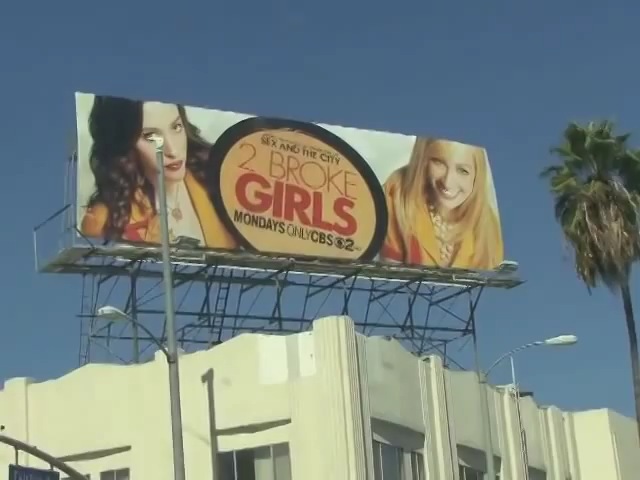 SEX AND THE CITY
2 BROKE
GIRLS
MONDAYS ONLY CBS 2